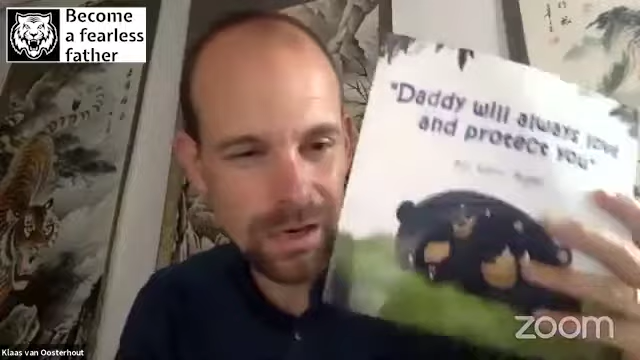 Become
a fearless
father
"Daddy will always love
and protect you"
zoom
Klaas van Oosterhout